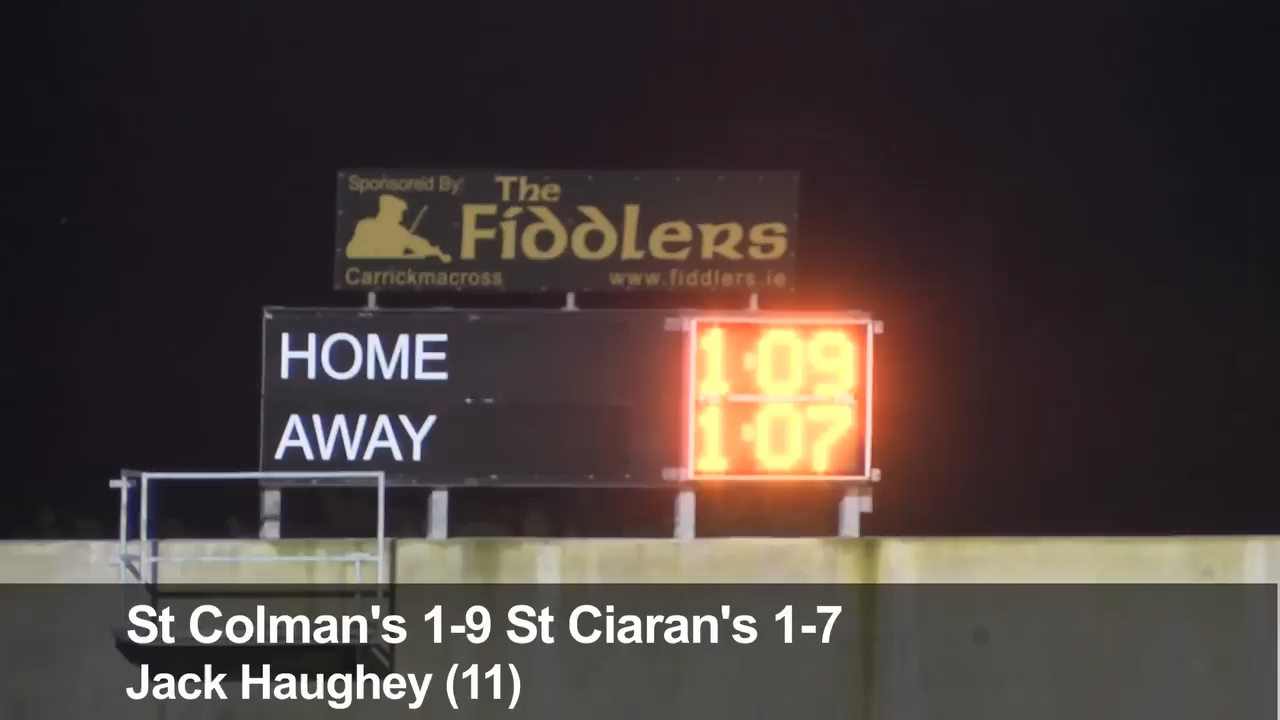 Sponsored By:
The
Fiddlers
Carrickmacross www.fiddlers.ie
HOME 1:09
AWAY 1:07
St Colman's 1-9 St Ciaran's 1-7
Jack Haughey (11)